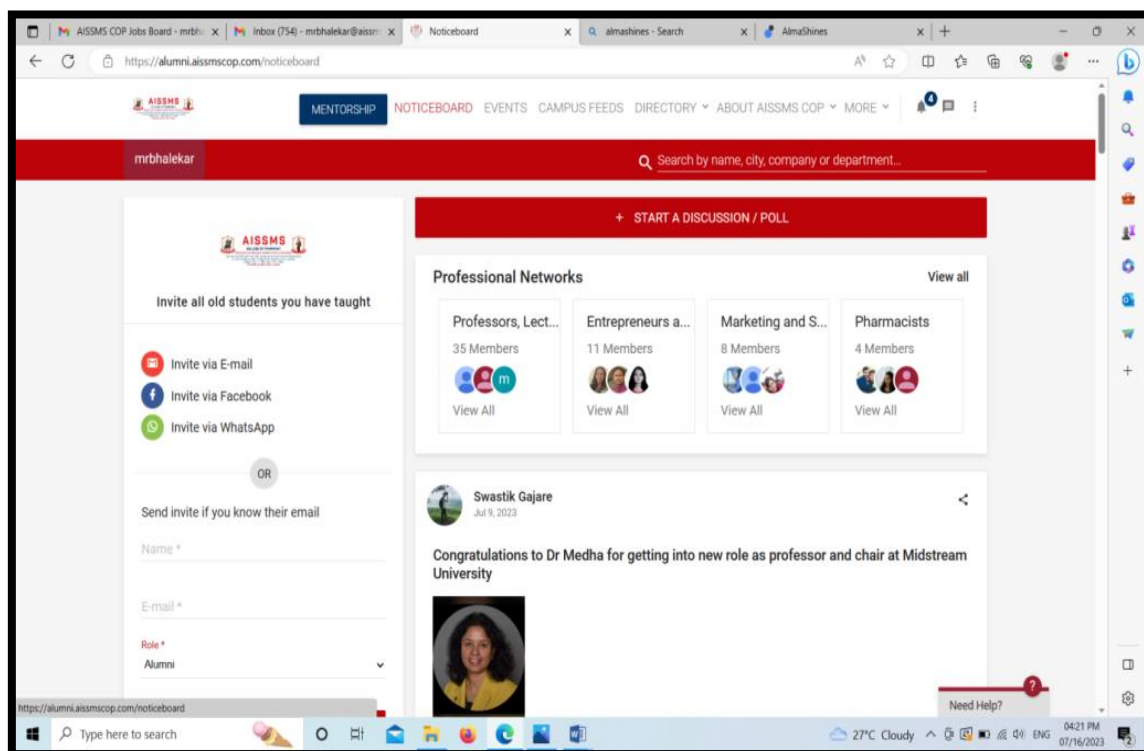 AISSMS COP Jobs Board - mrbh
Inbox (754) - mrbhalekar@aissm
Noticeboard
almashines - Search
AlmaShines
https://alumni.aissmscop.com/noticeboard
AISSMS
MENTORSHIP
NOTICEBOARD
EVENTS
CAMPUS FEEDS
DIRECTORY
ABOUT AISSMS COP
MORE
4
mrbhalekar
Search by name, city, company or department...
AISSMS
Invite all old students you have taught
Invite via E-mail
Invite via Facebook
Invite via WhatsApp
OR
Send invite if you know their email
Name *
E-mail *
Role *
Alumni
+ START A DISCUSSION / POLL
Professional Networks
View all
Professors, Lect...
35 Members
m
View All
Entrepreneurs a...
11 Members
View All
Marketing and S...
8 Members
View All
Pharmacists
4 Members
View All
Swastik Gajare
Jul 9, 2023
Congratulations to Dr Medha for getting into new role as professor and chair at Midstream
University
?
Need Help?
https://alumni.aissmscop.com/noticeboard
Type here to search
27°C Cloudy
ENG
04:21 PM
07/16/2023
2